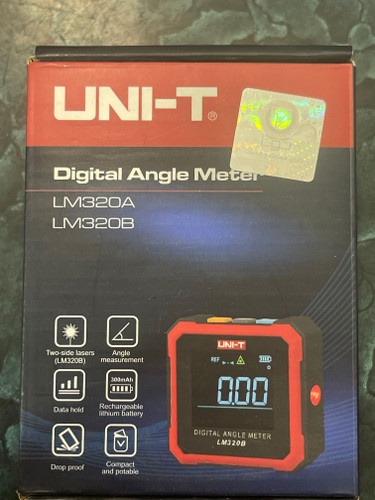 UNI-T®
Digital Angle Meter
LM320A
LM320B
Two-side lasers
(LM320B)
Angle
measurement
Data hold
300mAh
Rechargeable
lithium battery
Drop proof
Compact
and potable
UNI-T
REF
0.00
DIGITAL ANGLE METER
LM320B